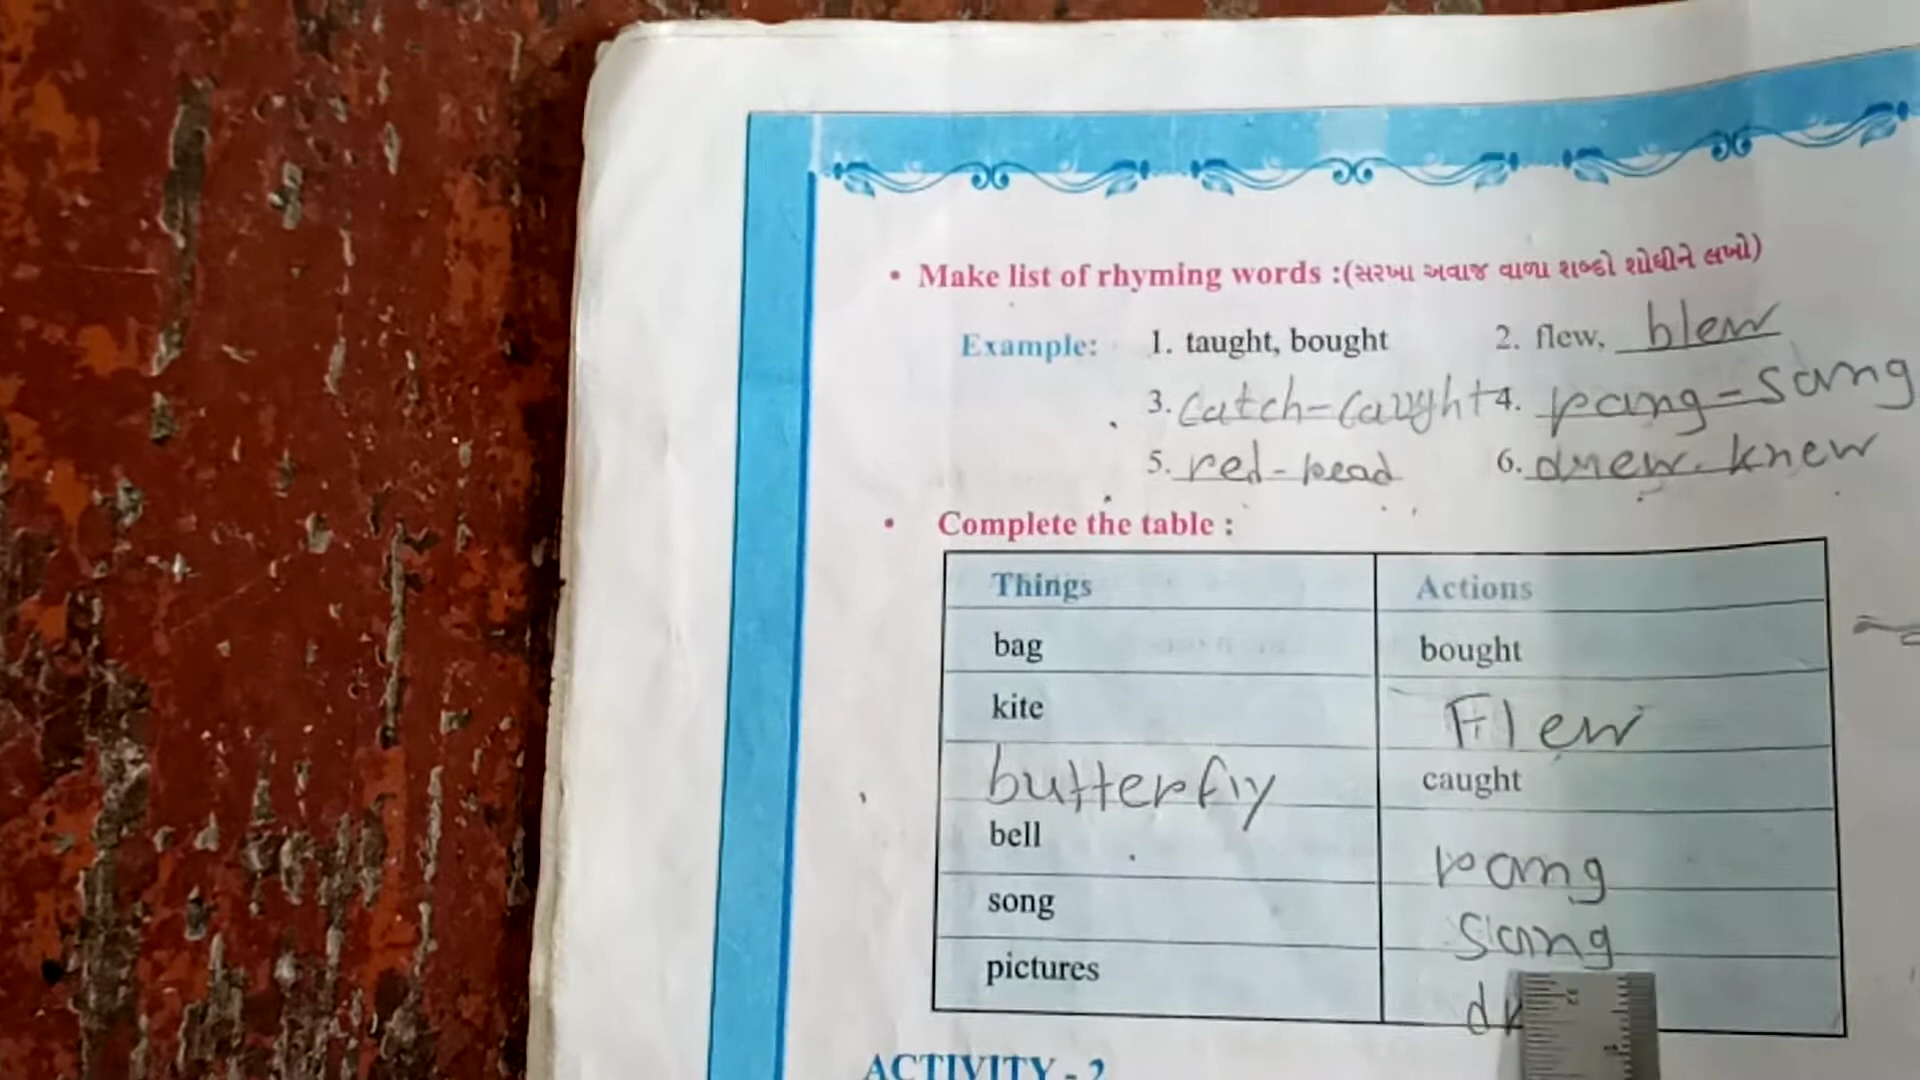 • Make list of rhyming words :(સરખા અવાજ વાળા શબ્દો શોધીને લખો)
Example: 1. taught, bought 2. flew, blew
3. catch-caught 4. rang-sang
5. red-read 6. drew-knew
• Complete the table :
Things Actions
bag bought
kite Flew
butterfly caught
bell rang
song Sang
pictures
ACTIVITY - 2